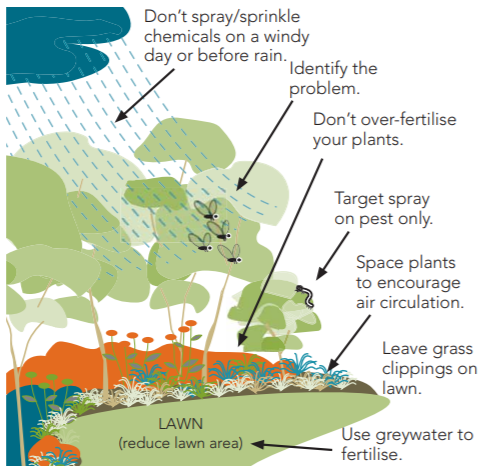 Don't spray/sprinkle
chemicals on a windy
day or before rain.
Identify the
problem.
Don't over-fertilise
your plants.
Target spray
on pest only.
Space plants
to encourage
air circulation.
Leave grass
clippings on
lawn.
LAWN
(reduce lawn area)
Use greywater to
fertilise.